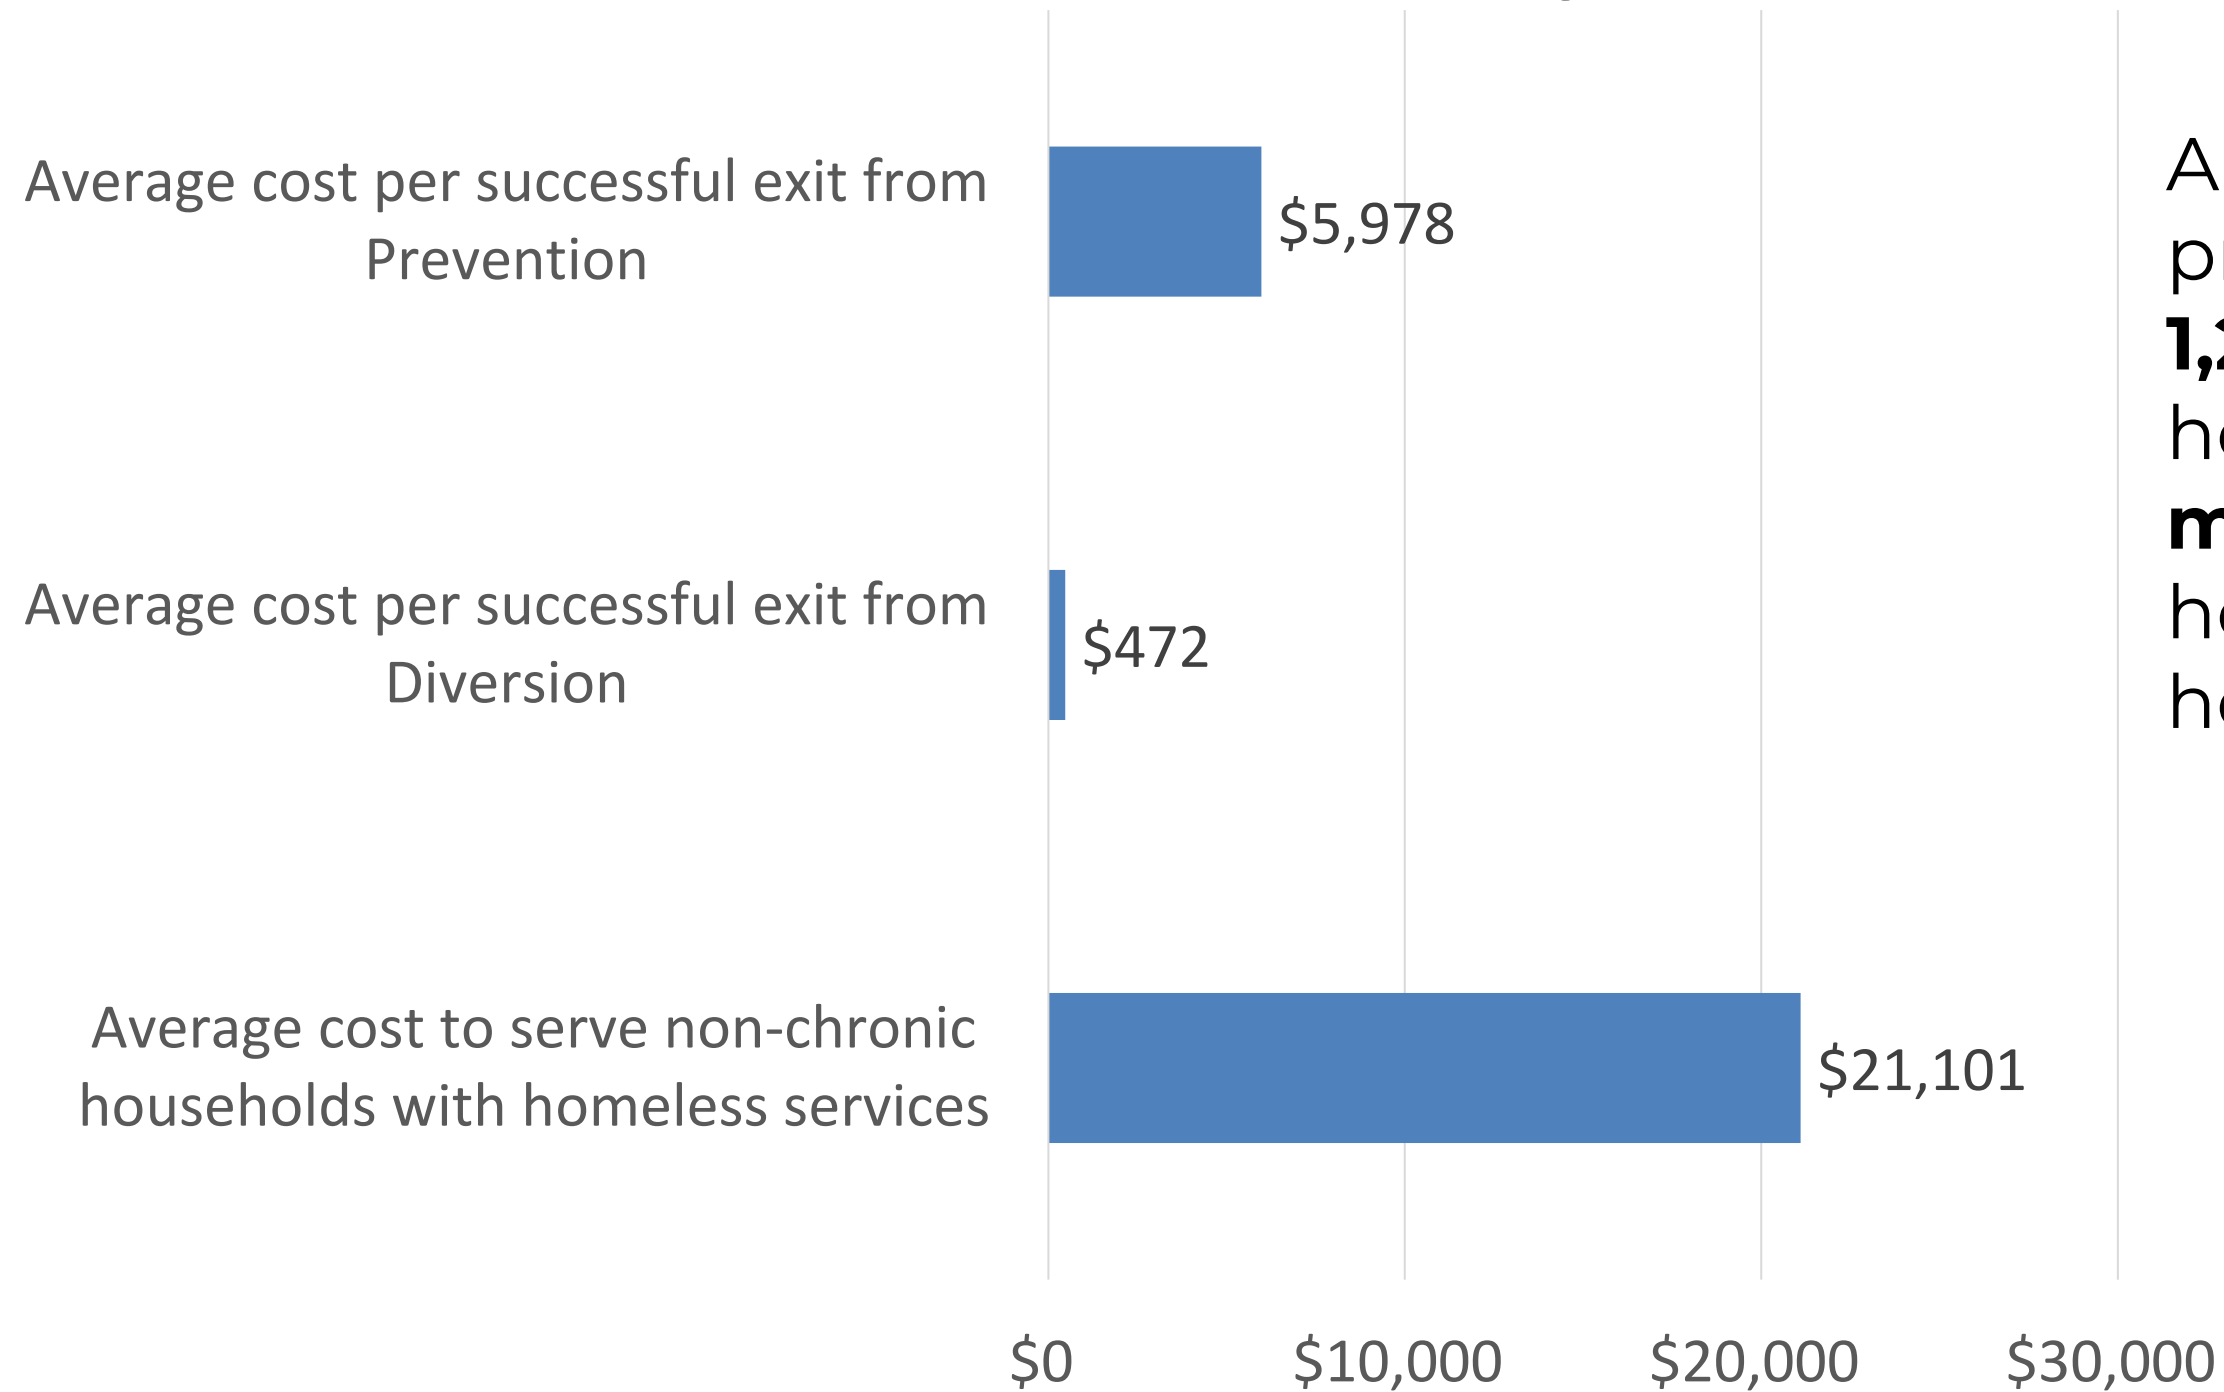 Average cost per successful exit from
Prevention
$5,978
Average cost per successful exit from
Diversion
$472
Average cost to serve non-chronic
households with homeless services
$21,101
$0
$10,000
$20,000
$30,000